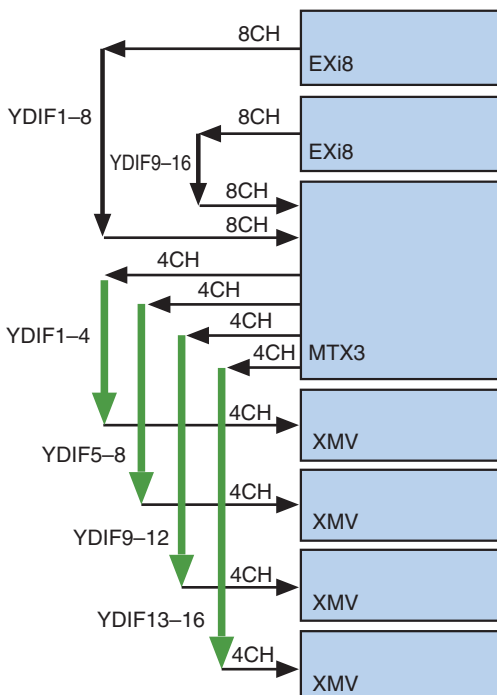 8CH
EXi8
YDIF1–8
8CH
EXi8
YDIF9–16
8CH
8CH
4CH
4CH
YDIF1–4
4CH
4CH
MTX3
4CH
XMV
YDIF5–8
4CH
XMV
YDIF9–12
4CH
XMV
YDIF13–16
4CH
XMV